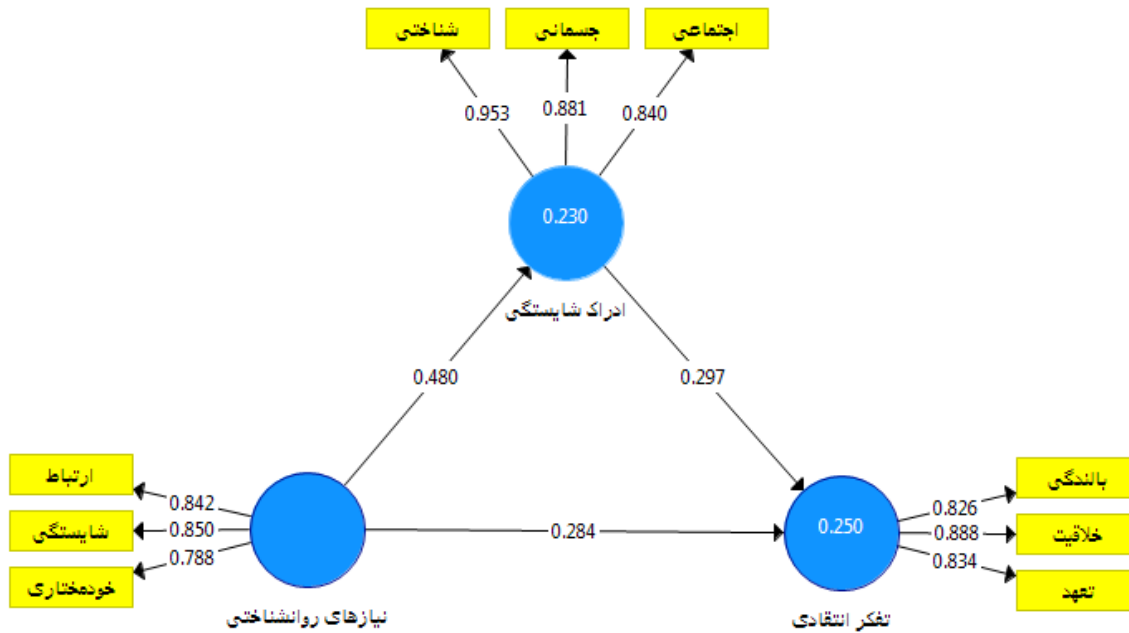 شناختی
جسمانی
اجتماعی
0.953
0.881
0.840
0.230
ادراک شایستگی
0.480
0.297
ارتباط
شایستگی
خودمختاری
0.842
0.850
0.788
نیازهای روانشناختی
0.284
0.250
تفکر انتقادی
0.826
0.888
0.834
بالندگی
خلاقیت
تعهد